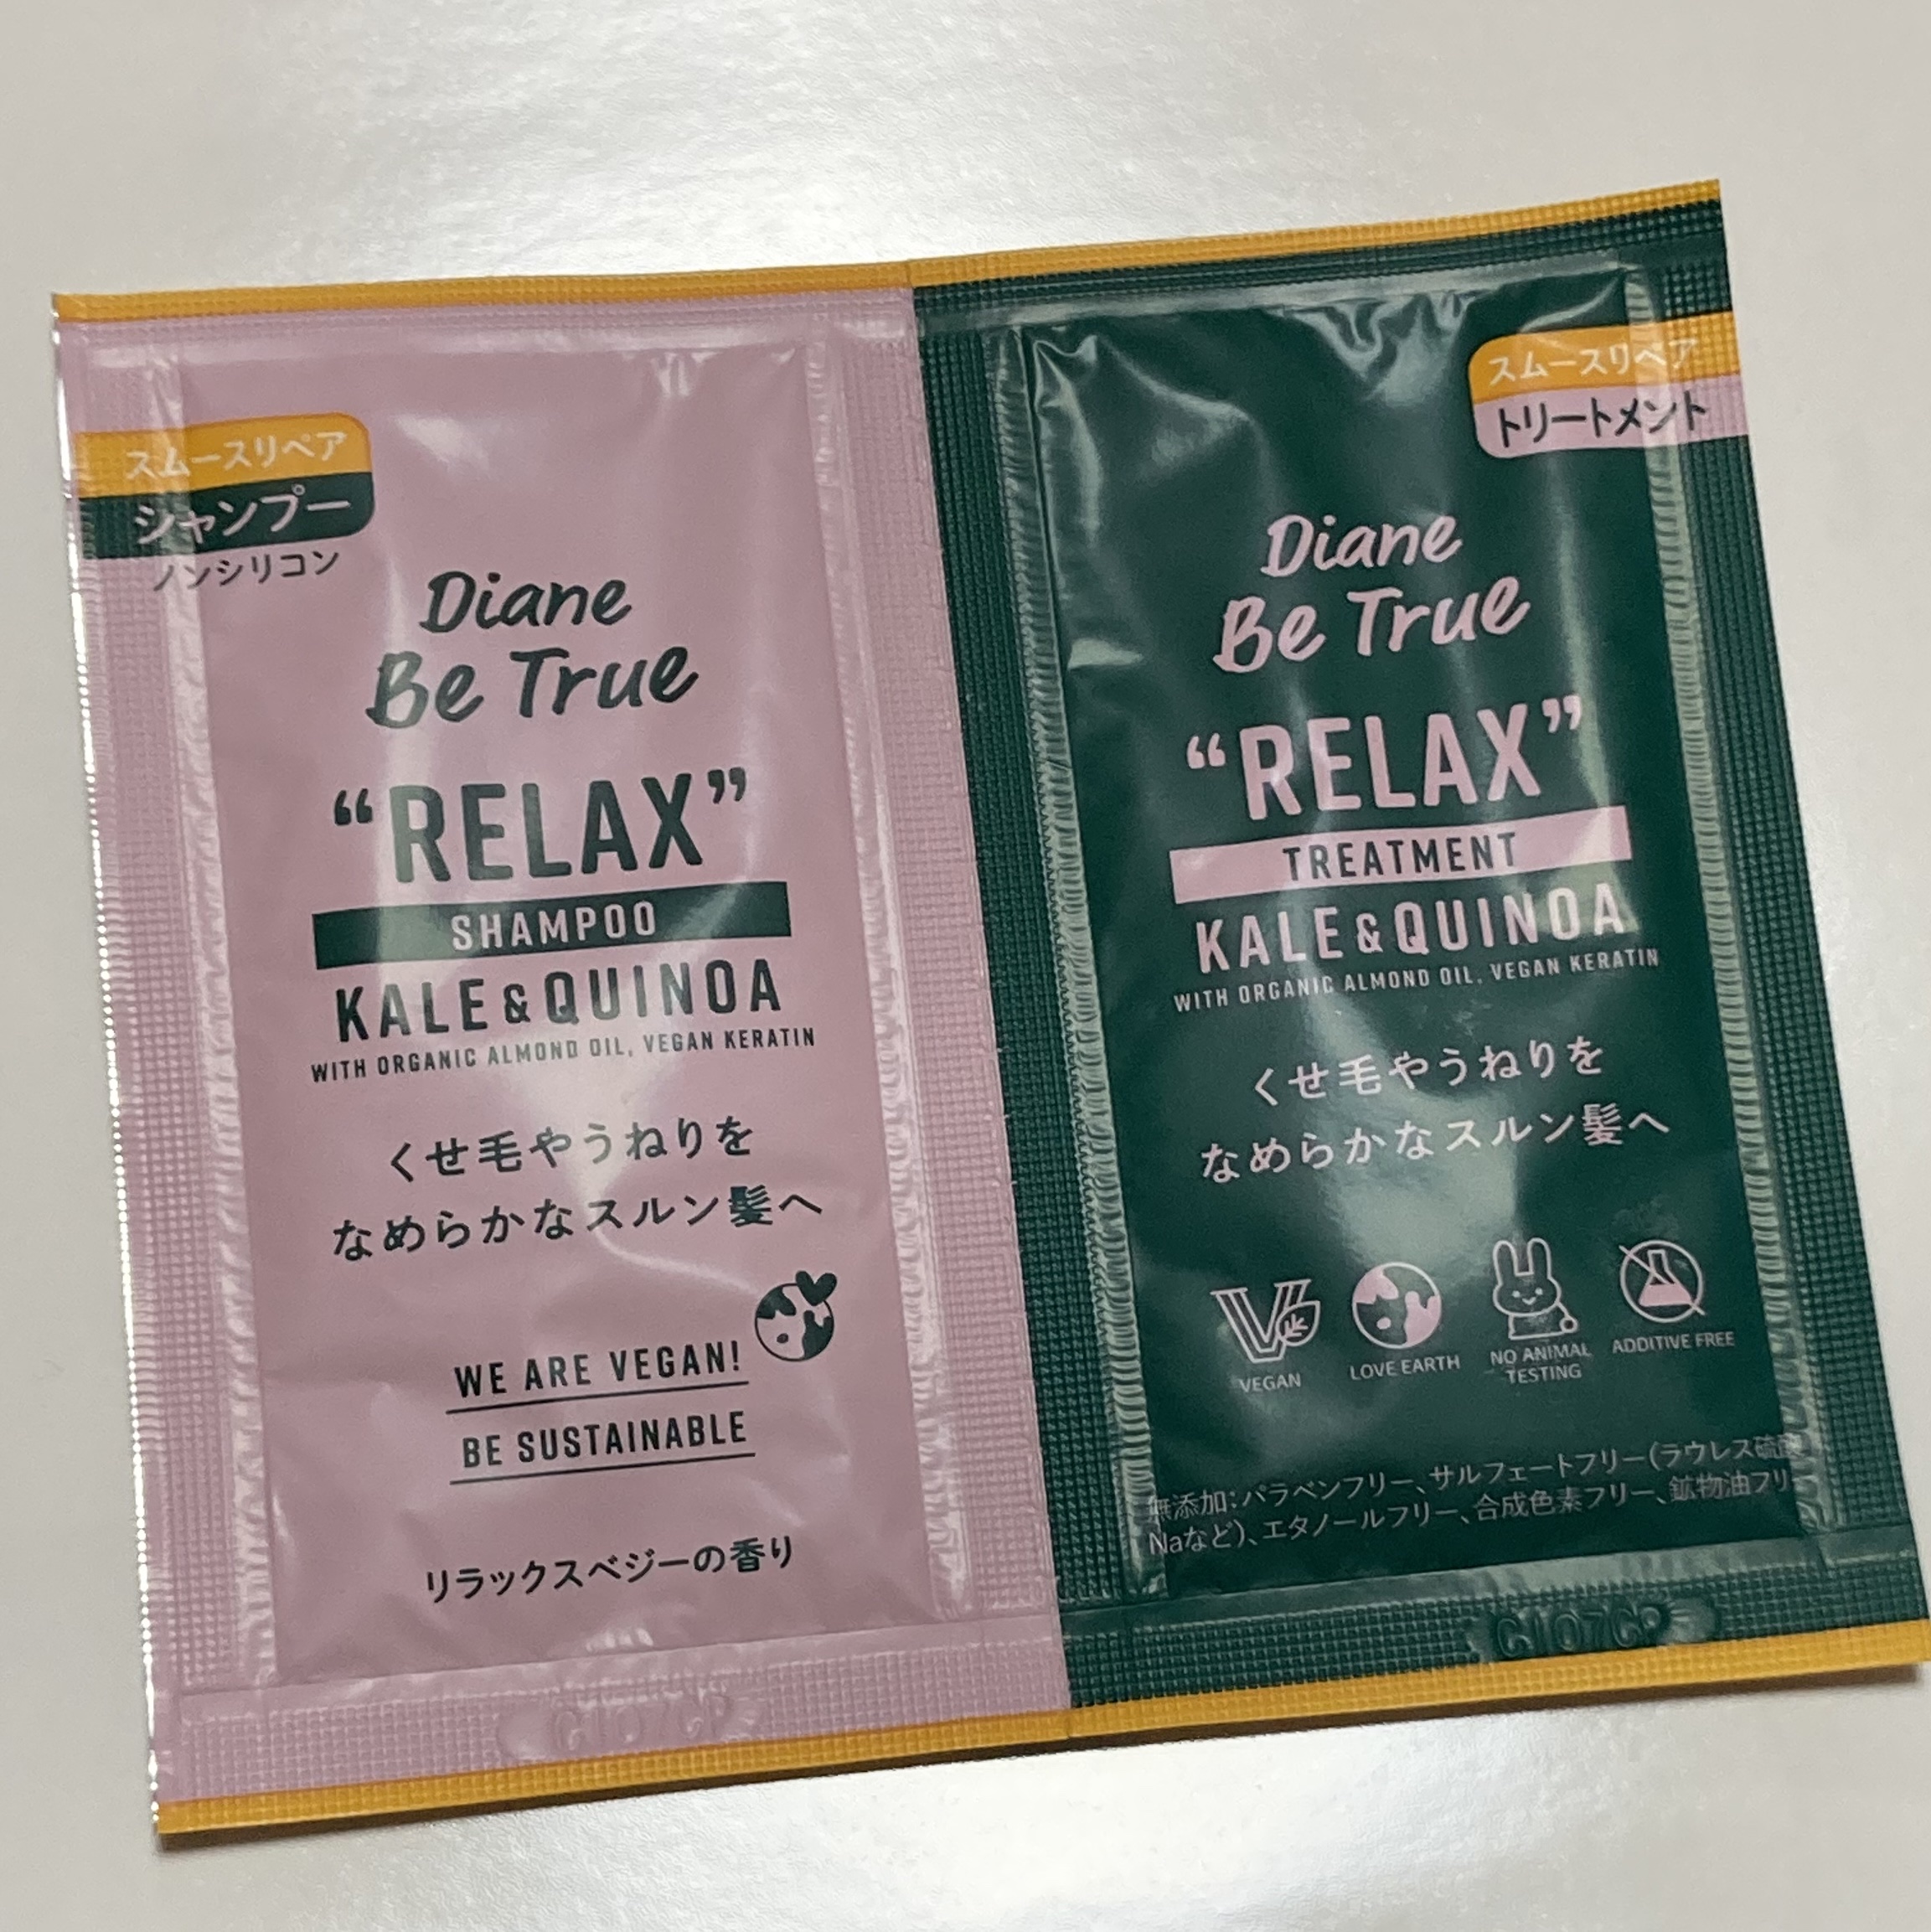 スムースリペア
シャンプー
ノンシリコン
Diane
Be True
“RELAX”
SHAMPOO
KALE & QUINOA
WITH ORGANIC ALMOND OIL, VEGAN KERATIN
くせ毛やうねりを
なめらかなスルン髪へ
WE ARE VEGAN!
BE SUSTAINABLE
リラックスベジーの香り
C107CP
スムースリペア
トリートメント
Diane
Be True
“RELAX”
TREATMENT
KALE & QUINOA
WITH ORGANIC ALMOND OIL, VEGAN KERATIN
くせ毛やうねりを
なめらかなスルン髪へ
VEGAN
LOVE EARTH
NO ANIMAL
TESTING
ADDITIVE FREE
無添加:パラベンフリー、サルフェートフリー(ラウレス硫酸
Naなど)、エタノールフリー、合成色素フリー、鉱物油フリー
C107CP